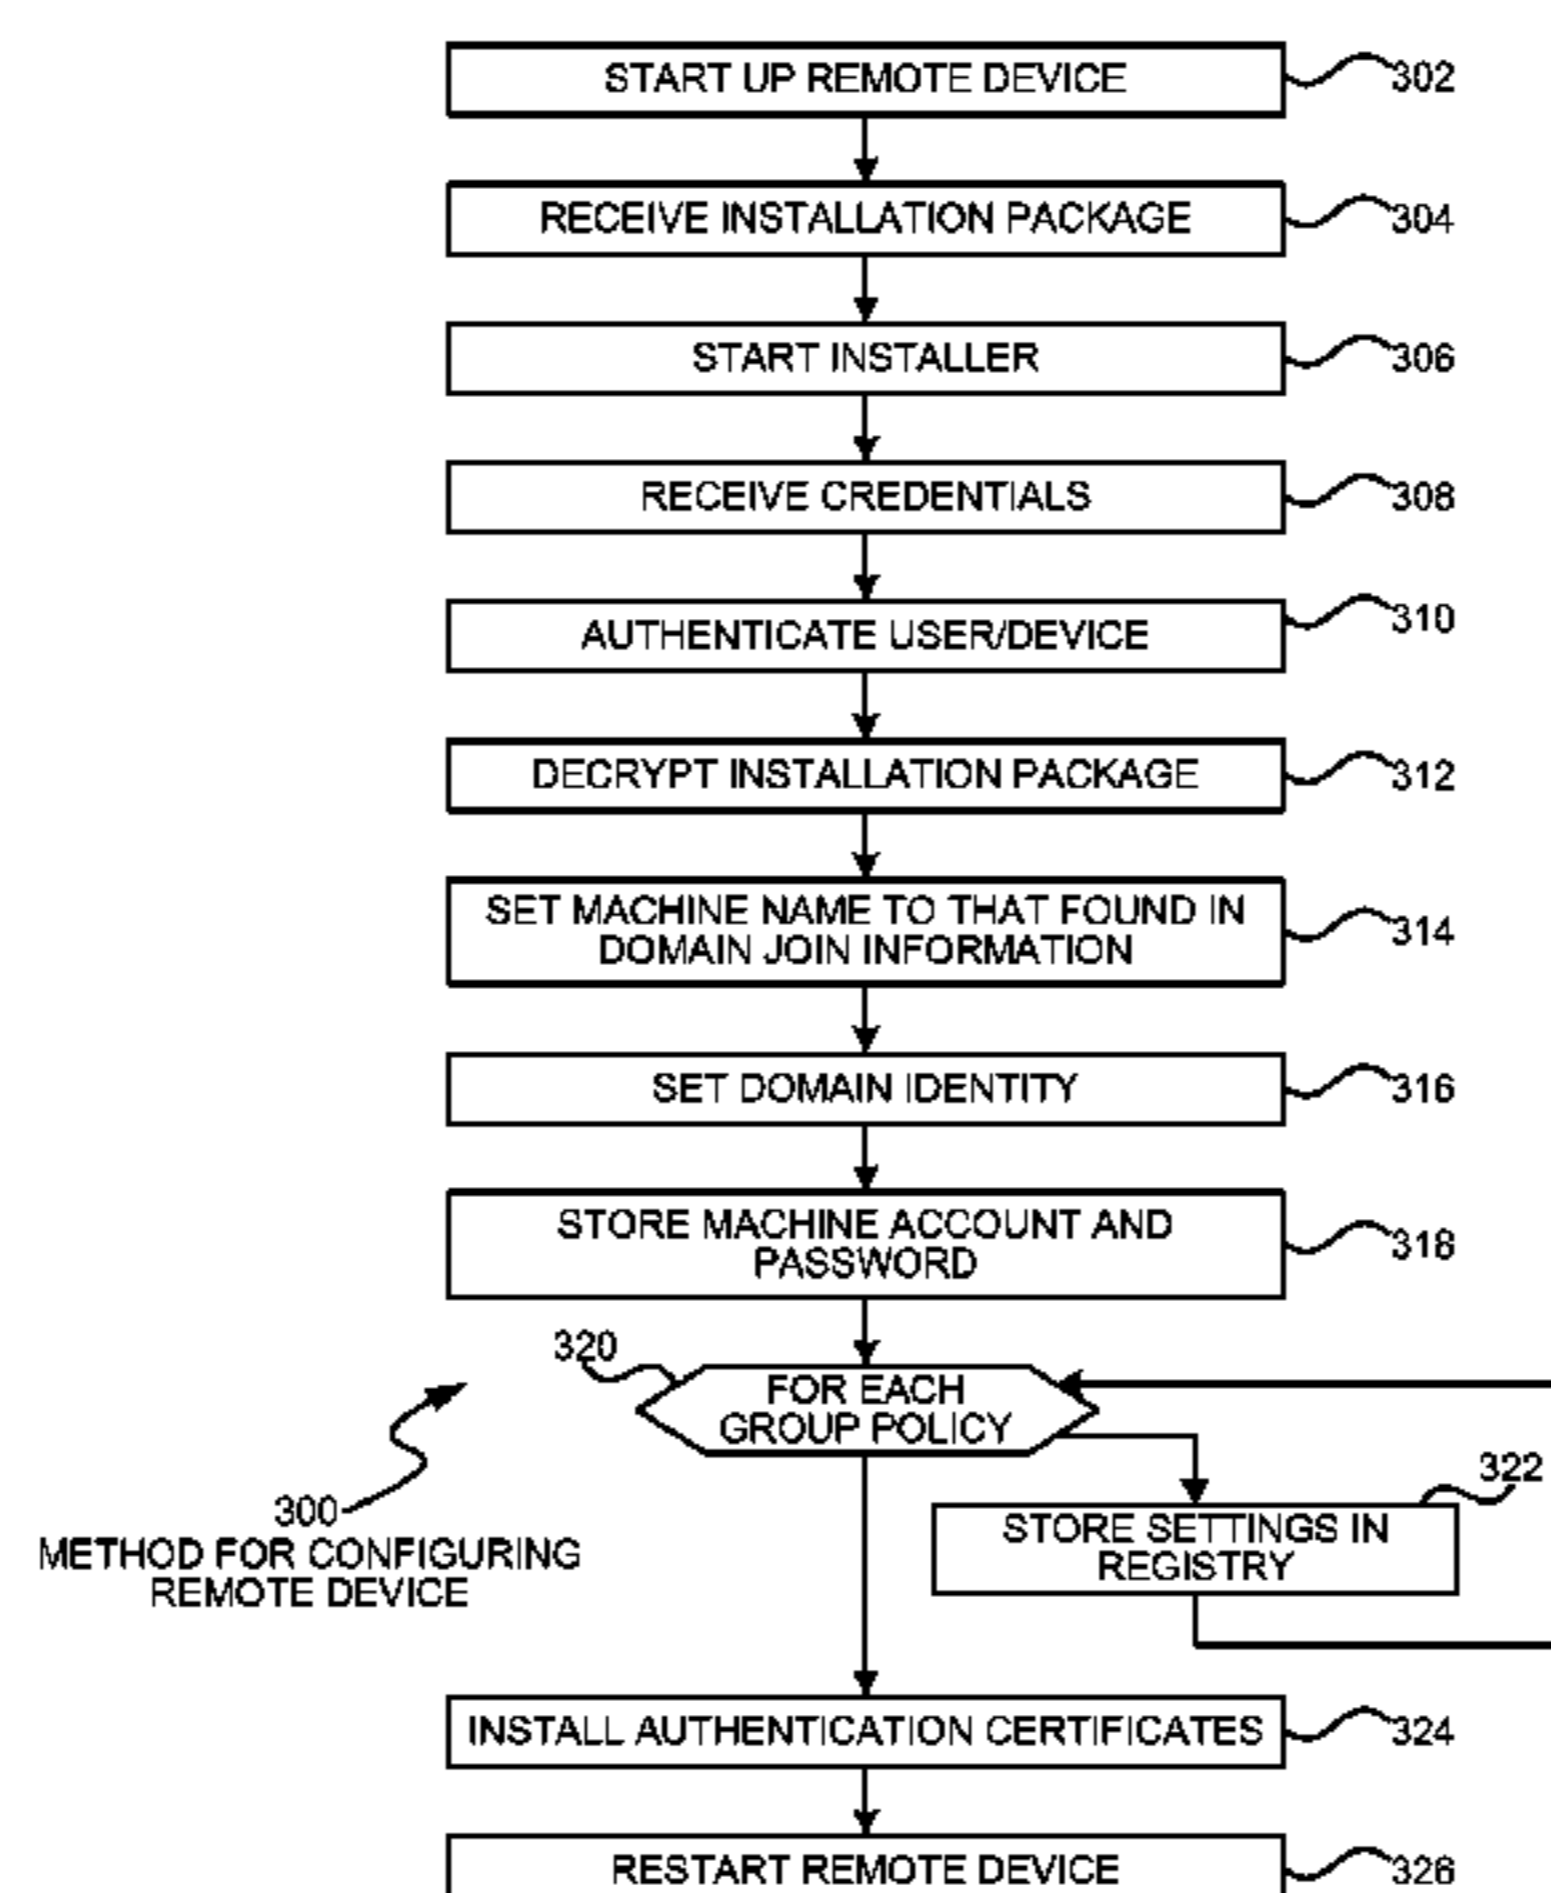 START UP REMOTE DEVICE
302
RECEIVE INSTALLATION PACKAGE
304
START INSTALLER
306
RECEIVE CREDENTIALS
308
AUTHENTICATE USER/DEVICE
310
DECRYPT INSTALLATION PACKAGE
312
SET MACHINE NAME TO THAT FOUND IN
DOMAIN JOIN INFORMATION
314
SET DOMAIN IDENTITY
316
STORE MACHINE ACCOUNT AND
PASSWORD
318
320
FOR EACH
GROUP POLICY
322
STORE SETTINGS IN
REGISTRY
300
METHOD FOR CONFIGURING
REMOTE DEVICE
INSTALL AUTHENTICATION CERTIFICATES
324
RESTART REMOTE DEVICE
326